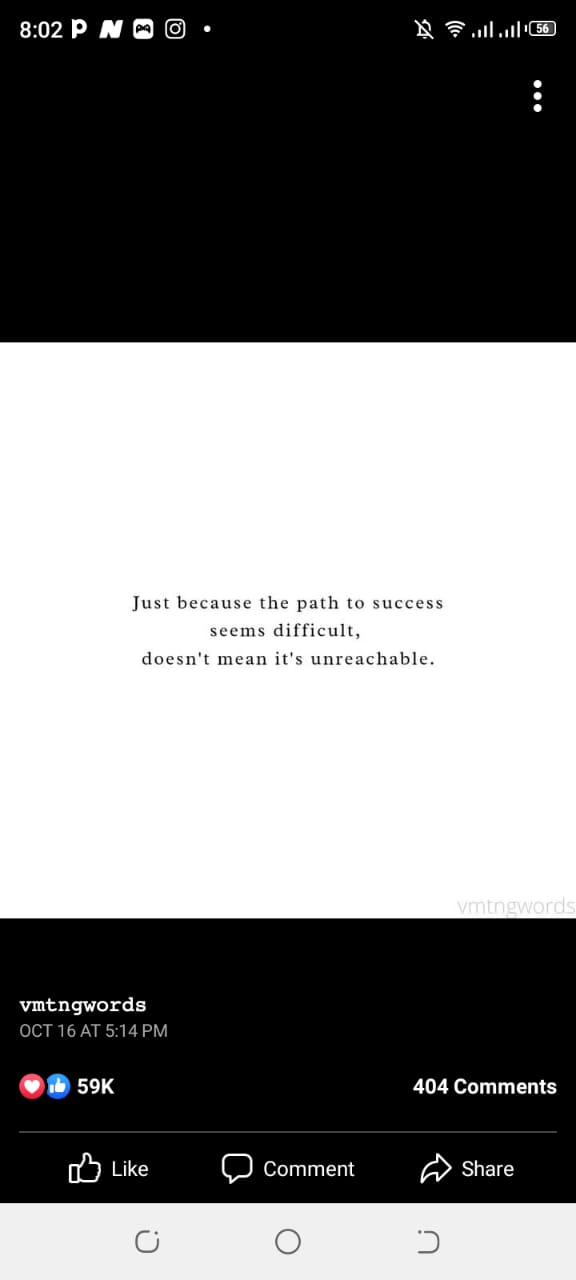 8:02
56
Just because the path to success
seems difficult,
doesn't mean it's unreachable.
vmtngwords
vmtngwords
OCT 16 AT 5:14 PM
59K 404 Comments
Like Comment Share